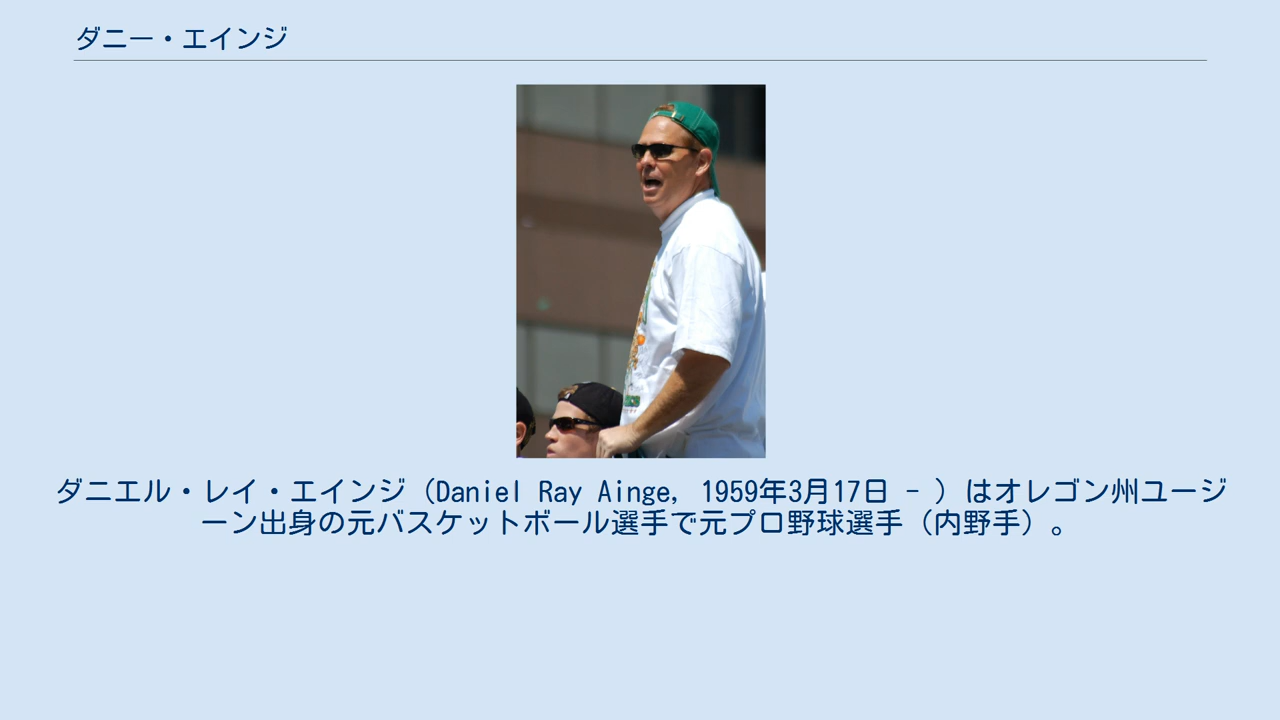 ダニー・エインジ
ダニエル・レイ・エインジ（Daniel Ray Ainge, 1959年3月17日 - ）はオレゴン州ユージ
ーン出身の元バスケットボール選手で元プロ野球選手（内野手）。